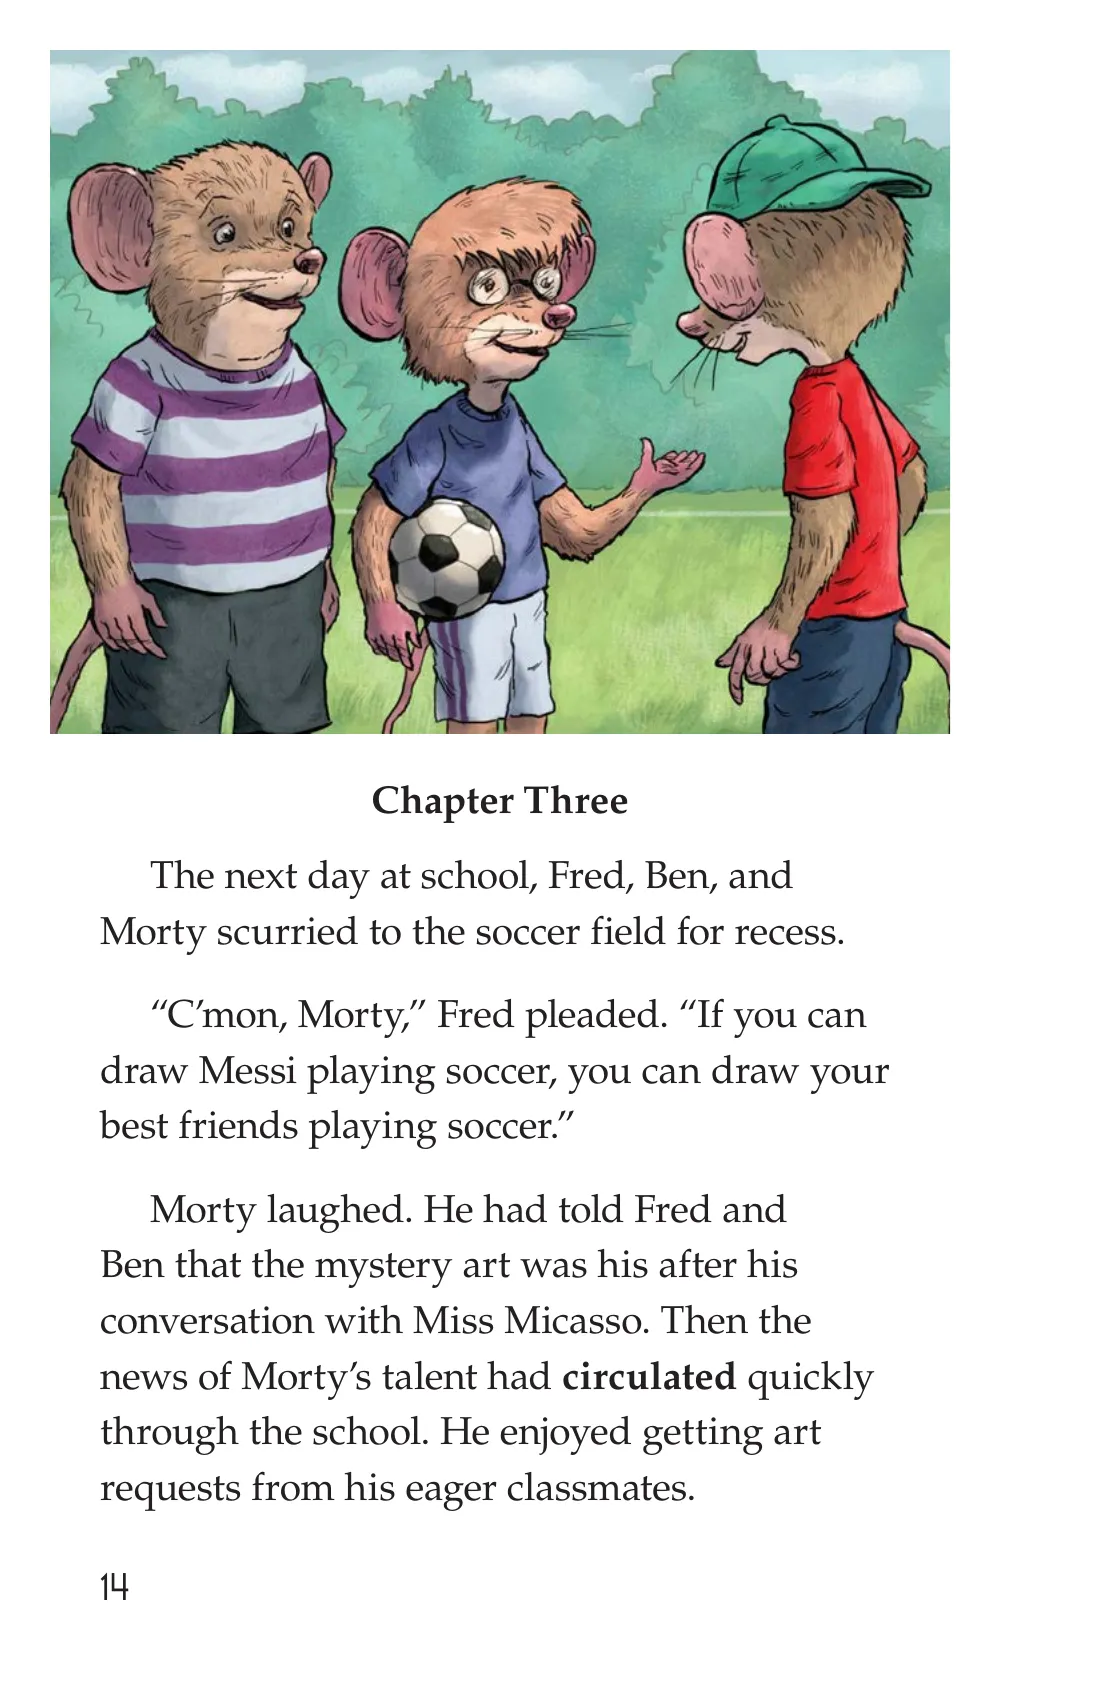 Chapter Three
The next day at school, Fred, Ben, and
Morty scurried to the soccer field for recess.
“C’mon, Morty,” Fred pleaded. “If you can
draw Messi playing soccer, you can draw your
best friends playing soccer.”
Morty laughed. He had told Fred and
Ben that the mystery art was his after his
conversation with Miss Micasso. Then the
news of Morty’s talent had circulated quickly
through the school. He enjoyed getting art
requests from his eager classmates.
14